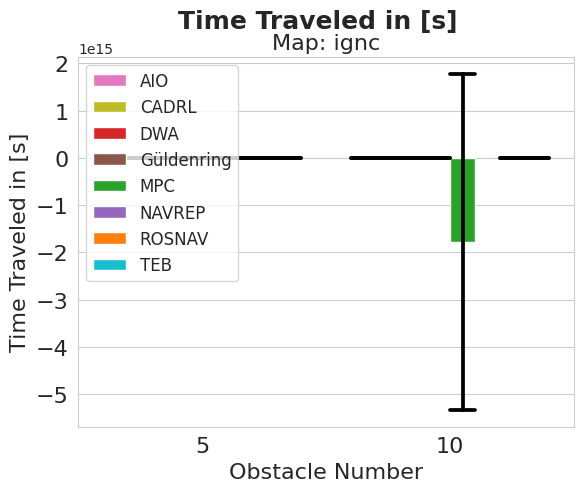 Time Traveled in [s]
Map: ignc
1e15
2
1
0
−1
−2
−3
−4
−5
Time Traveled in [s]
AIO
CADRL
DWA
Güldenring
MPC
NAVREP
ROSNAV
TEB
5 10
Obstacle Number